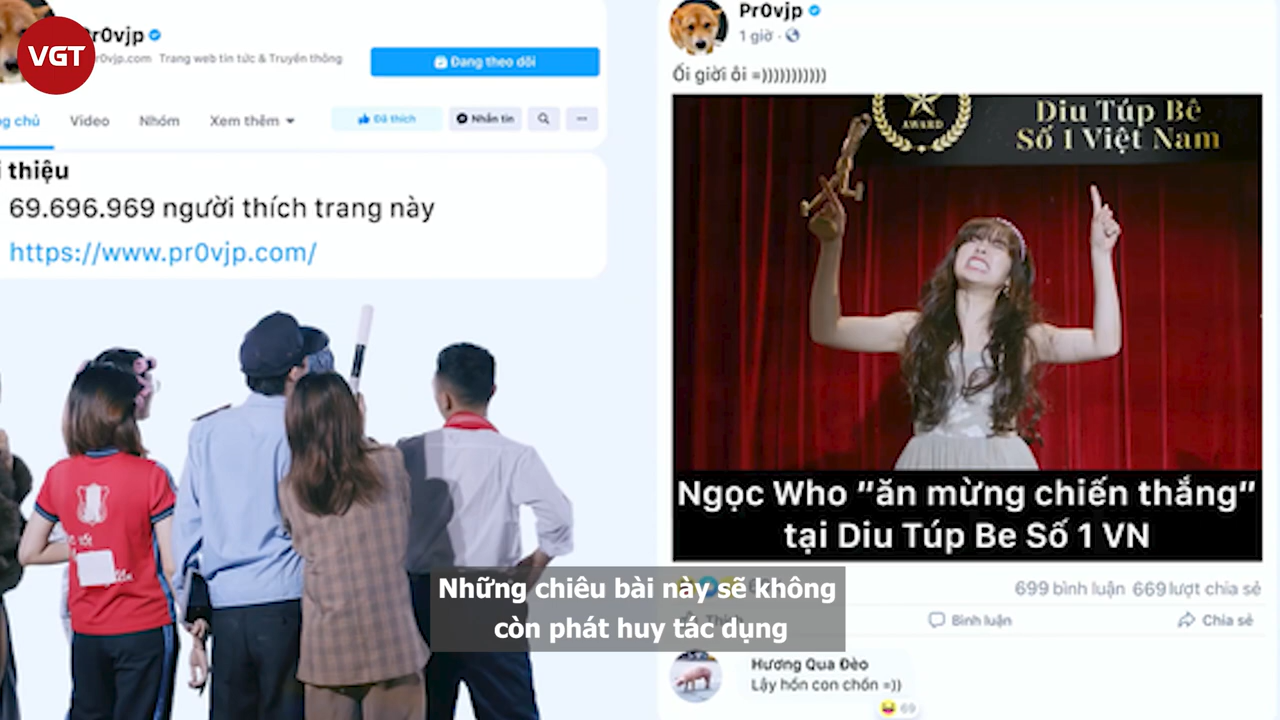 VGT
Pr0vjp
Trang web tin tức & Truyền thông
Đang theo dõi
Video
Nhóm
Xem thêm
Đã thích
Nhắn tin
thiệu
69.696.969 người thích trang này
https://www.pr0vjp.com/
Pr0vjp
1 giờ ·
Ối giời ôi =)))))))))))
AWARD
Diu Túp Bê
Số 1 Việt Nam
Ngọc Who "ăn mừng chiến thắng"
tại Diu Túp Be Số 1 VN
699 bình luận 669 lượt chia sẻ
Bình luận
Chia sẻ
Hương Qua Đèo
Lậy hồn con chồn =))
69
Những chiêu bài này sẽ không
còn phát huy tác dụng